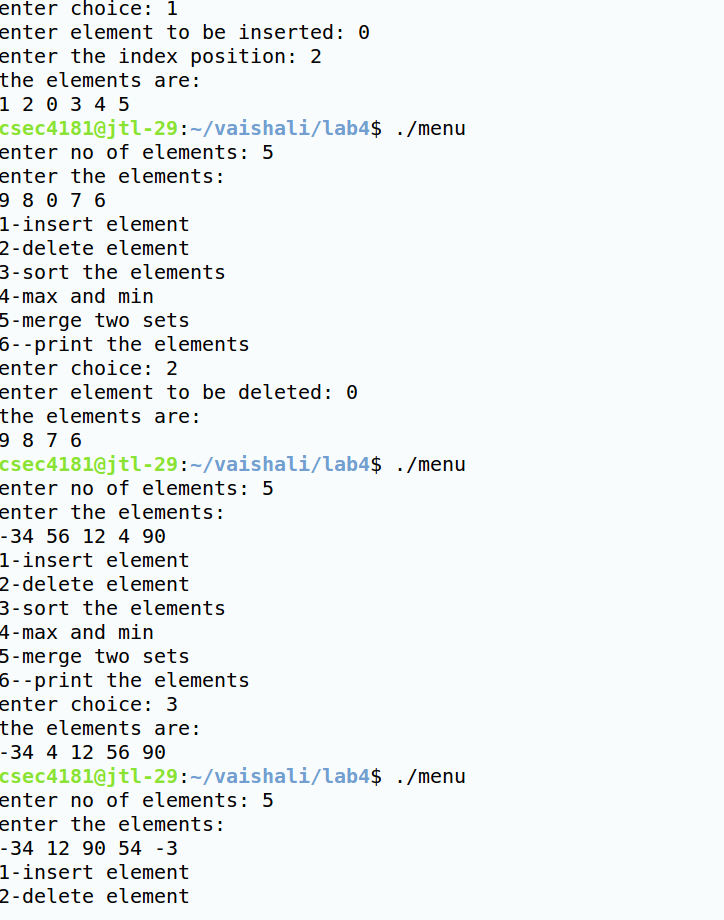 enter choice: 1
enter element to be inserted: 0
enter the index position: 2
the elements are:
1 2 0 3 4 5
csec4181@jtl-29:~/vaishali/lab4$ ./menu
enter no of elements: 5
enter the elements:
9 8 0 7 6
1-insert element
2-delete element
3-sort the elements
4-max and min
5-merge two sets
6--print the elements
enter choice: 2
enter element to be deleted: 0
the elements are:
9 8 7 6
csec4181@jtl-29:~/vaishali/lab4$ ./menu
enter no of elements: 5
enter the elements:
-34 56 12 4 90
1-insert element
2-delete element
3-sort the elements
4-max and min
5-merge two sets
6--print the elements
enter choice: 3
the elements are:
-34 4 12 56 90
csec4181@jtl-29:~/vaishali/lab4$ ./menu
enter no of elements: 5
enter the elements:
-34 12 90 54 -3
1-insert element
2-delete element